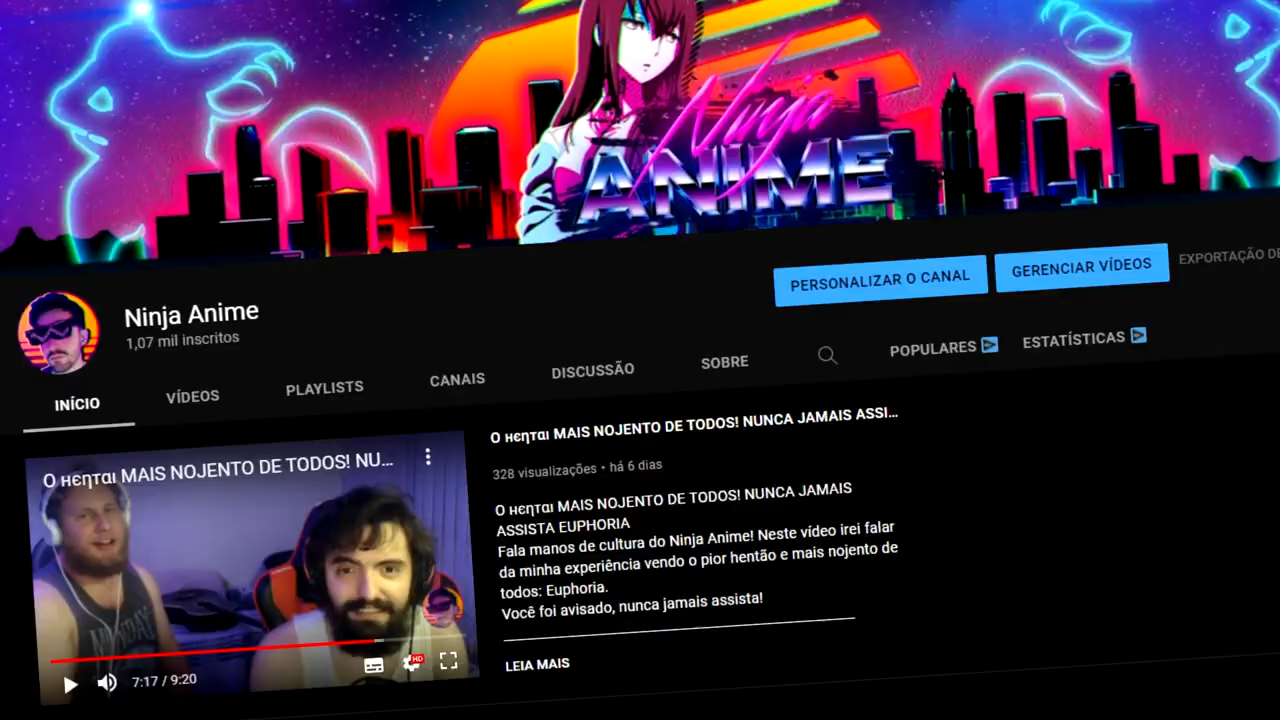 Ninja
ANIME
PERSONALIZAR O CANAL
GERENCIAR VÍDEOS
EXPORTAÇÃO DE
Ninja Anime
1,07 mil inscritos
INÍCIO
VÍDEOS
PLAYLISTS
CANAIS
DISCUSSÃO
SOBRE
POPULARES
ESTATÍSTICAS
O нєηтαι MAIS NOJENTO DE TODOS! NU...
HD
7:17 / 9:20
O нєηтαι MAIS NOJENTO DE TODOS! NUNCA JAMAIS ASSI...
328 visualizações • há 6 dias
O нєηтαι MAIS NOJENTO DE TODOS! NUNCA JAMAIS
ASSISTA EUPHORIA
Fala manos de cultura do Ninja Anime! Neste vídeo irei falar
da minha experiência vendo o pior hentão e mais nojento de
todos: Euphoria.
Você foi avisado, nunca jamais assista!
LEIA MAIS